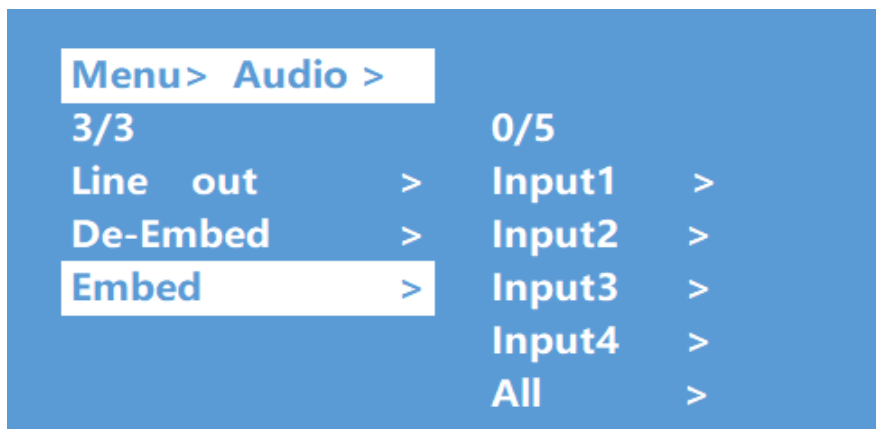 Menu> Audio >
3/3 0/5
Line out > Input1 >
De-Embed > Input2 >
Embed > Input3 >
Input4 >
All >